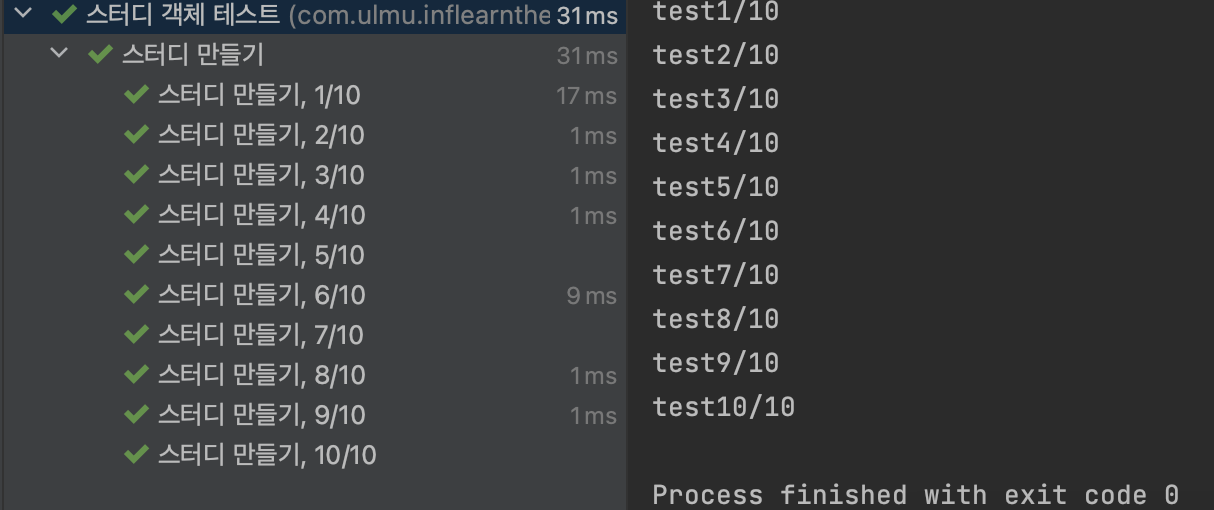 스터디 객체 테스트 (com.ulmu.inflearnthe 31 ms
스터디 만들기 31 ms
스터디 만들기, 1/10 17 ms
스터디 만들기, 2/10 1 ms
스터디 만들기, 3/10 1 ms
스터디 만들기, 4/10 1 ms
스터디 만들기, 5/10
스터디 만들기, 6/10 9 ms
스터디 만들기, 7/10
스터디 만들기, 8/10 1 ms
스터디 만들기, 9/10 1 ms
스터디 만들기, 10/10
test1/10
test2/10
test3/10
test4/10
test5/10
test6/10
test7/10
test8/10
test9/10
test10/10
Process finished with exit code 0